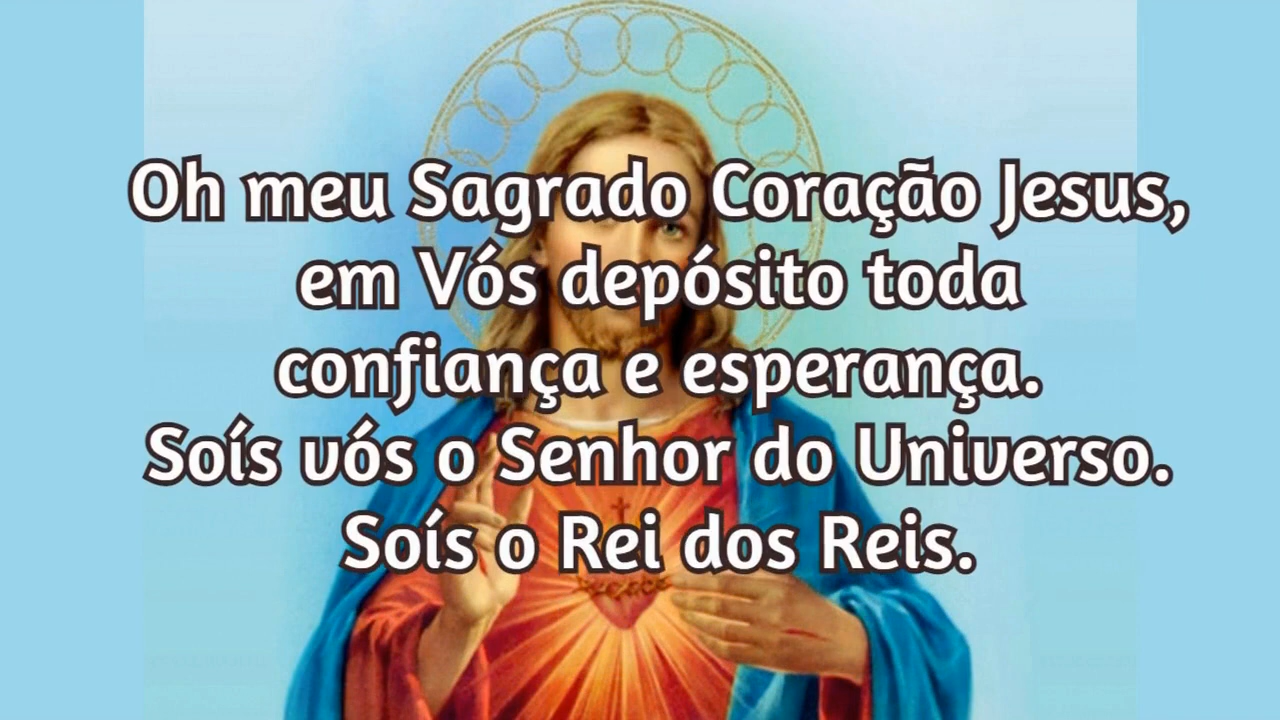 Oh meu Sagrado Coração Jesus,
em Vós depósito toda
confiança e esperança.
Soís vós o Senhor do Universo.
Soís o Rei dos Reis.